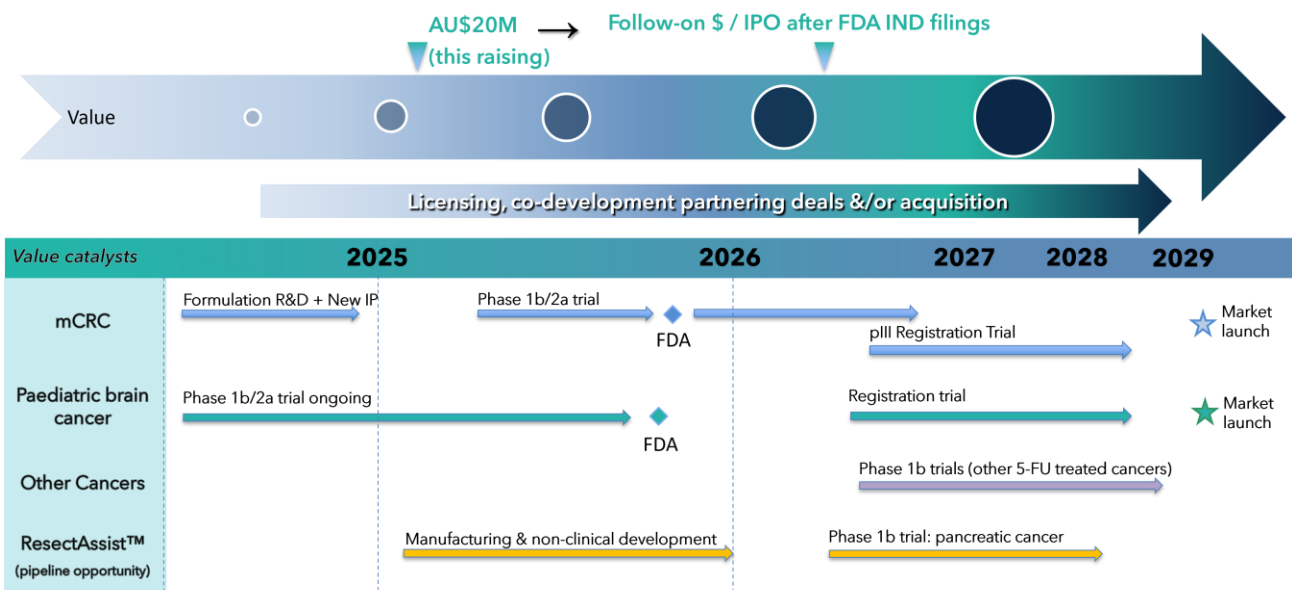 AU$20M → Follow-on $ / IPO after FDA IND filings
(this raising)
Value
Licensing, co-development partnering deals &/or acquisition
Value catalysts 2025 2026 2027 2028 2029
Formulation R&D + New IP Phase 1b/2a trial
mCRC
Market
launch
FDA
pIII Registration Trial
Paediatric brain
cancer
Phase 1b/2a trial ongoing
Registration trial
Market
launch
FDA
Other Cancers
Phase 1b trials (other 5-FU treated cancers)
ResectAssist™
(pipeline opportunity)
Manufacturing & non-clinical development
Phase 1b trial: pancreatic cancer